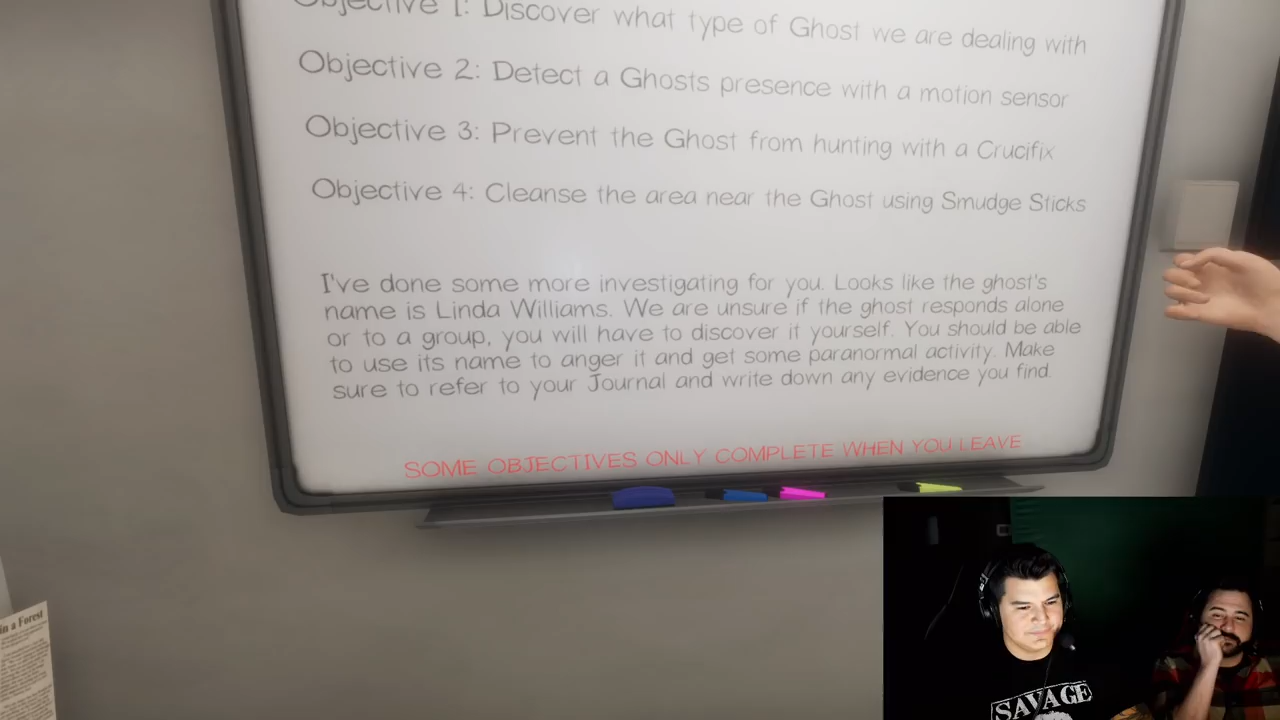 Objective 1: Discover what type of Ghost we are dealing with
Objective 2: Detect a Ghosts presence with a motion sensor
Objective 3: Prevent the Ghost from hunting with a Crucifix
Objective 4: Cleanse the area near the Ghost using Smudge Sticks
I've done some more investigating for you. Looks like the ghost's
name is Linda Williams. We are unsure if the ghost responds alone
or to a group, you will have to discover it yourself. You should be able
to use its name to anger it and get some paranormal activity. Make
sure to refer to your Journal and write down any evidence you find.
SOME OBJECTIVES ONLY COMPLETE WHEN YOU LEAVE
in a Forest
SAVAGE